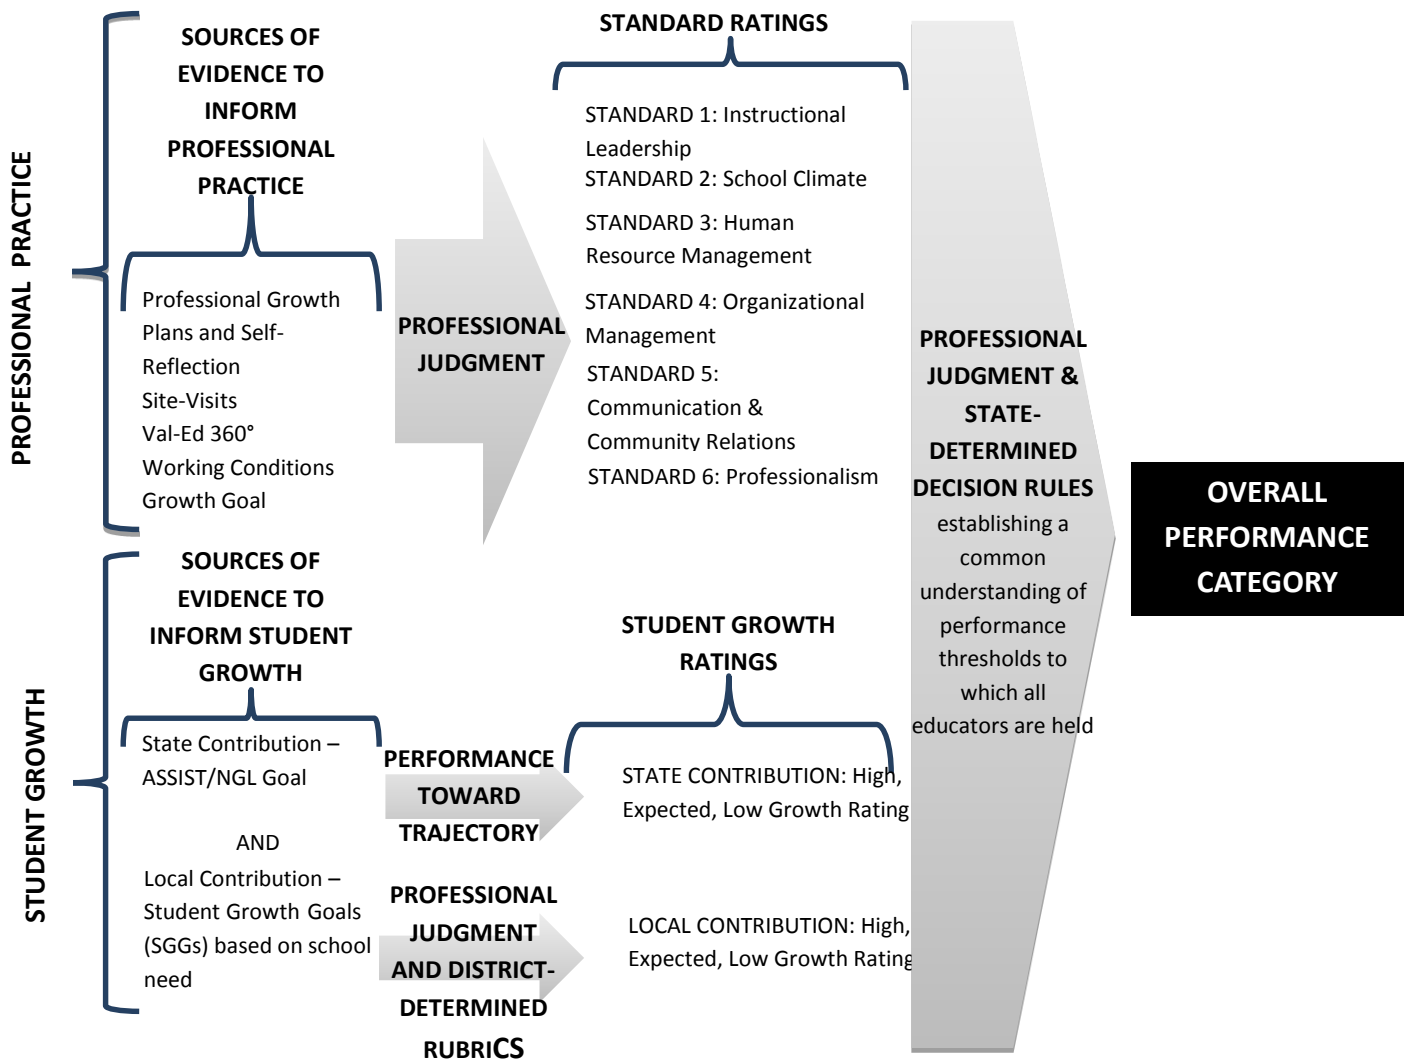 PROFESSIONAL PRACTICE
SOURCES OF
EVIDENCE TO
INFORM
PROFESSIONAL
PRACTICE
Professional Growth
Plans and Self-
Reflection
Site-Visits
Val-Ed 360°
Working Conditions
Growth Goal
PROFESSIONAL
JUDGMENT
STANDARD RATINGS
STANDARD 1: Instructional
Leadership
STANDARD 2: School Climate
STANDARD 3: Human
Resource Management
STANDARD 4: Organizational
Management
STANDARD 5:
Communication &
Community Relations
STANDARD 6: Professionalism
STUDENT GROWTH
SOURCES OF
EVIDENCE TO
INFORM STUDENT
GROWTH
State Contribution –
ASSIST/NGL Goal
AND
Local Contribution –
Student Growth Goals
(SGGs) based on school
need
PERFORMANCE
TOWARD
TRAJECTORY
PROFESSIONAL
JUDGMENT
AND DISTRICT-
DETERMINED
RUBRICS
STUDENT GROWTH
RATINGS
STATE CONTRIBUTION: High,
Expected, Low Growth Rating
LOCAL CONTRIBUTION: High,
Expected, Low Growth Rating
PROFESSIONAL
JUDGMENT &
STATE-
DETERMINED
DECISION RULES
establishing a
common
understanding of
performance
thresholds to
which all
educators are held
OVERALL
PERFORMANCE
CATEGORY